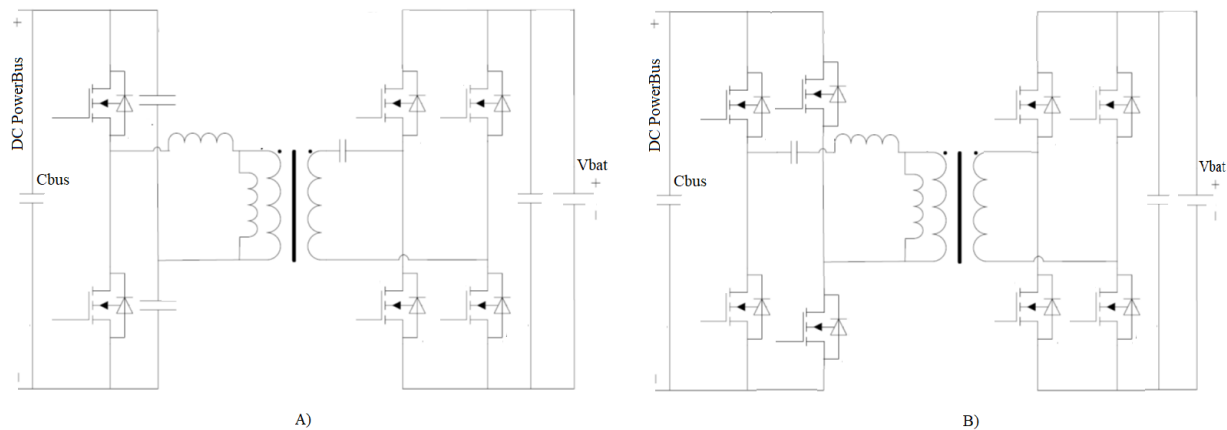 +
DC PowerBus
Cbus
−
Vbat
+
−
A)
+
DC PowerBus
Cbus
−
Vbat
+
−
B)